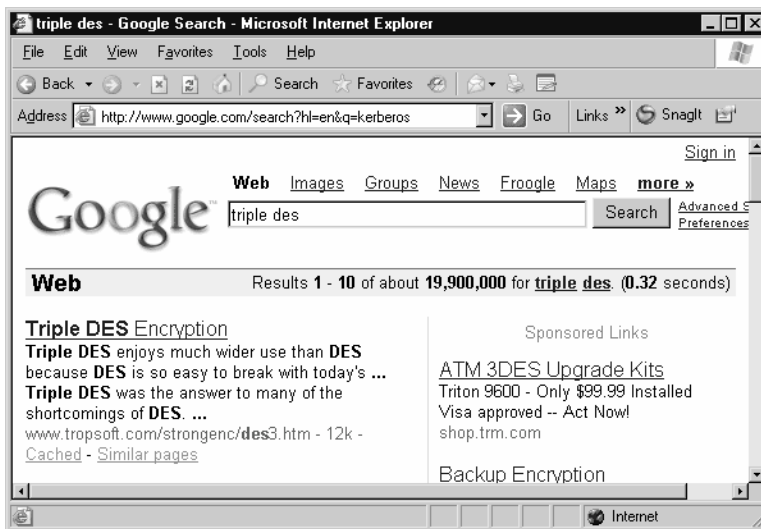 triple des - Google Search - Microsoft Internet Explorer
File Edit View Favorites Tools Help
Back Search Favorites
Address http://www.google.com/search?hl=en&q=kerberos Go Links » SnagIt
Sign in
Web Images Groups News Froogle Maps more »
Google™
triple des Search Advanced S
Preferences
Web Results 1 - 10 of about 19,900,000 for triple des. (0.32 seconds)
Triple DES Encryption
Triple DES enjoys much wider use than DES
because DES is so easy to break with today's ...
Triple DES was the answer to many of the
shortcomings of DES. ...
www.tropsoft.com/strongenc/des3.htm - 12k -
Cached - Similar pages
Sponsored Links
ATM 3DES Upgrade Kits
Triton 9600 - Only $99.99 Installed
Visa approved -- Act Now!
shop.trm.com
Backup Encryption
Internet